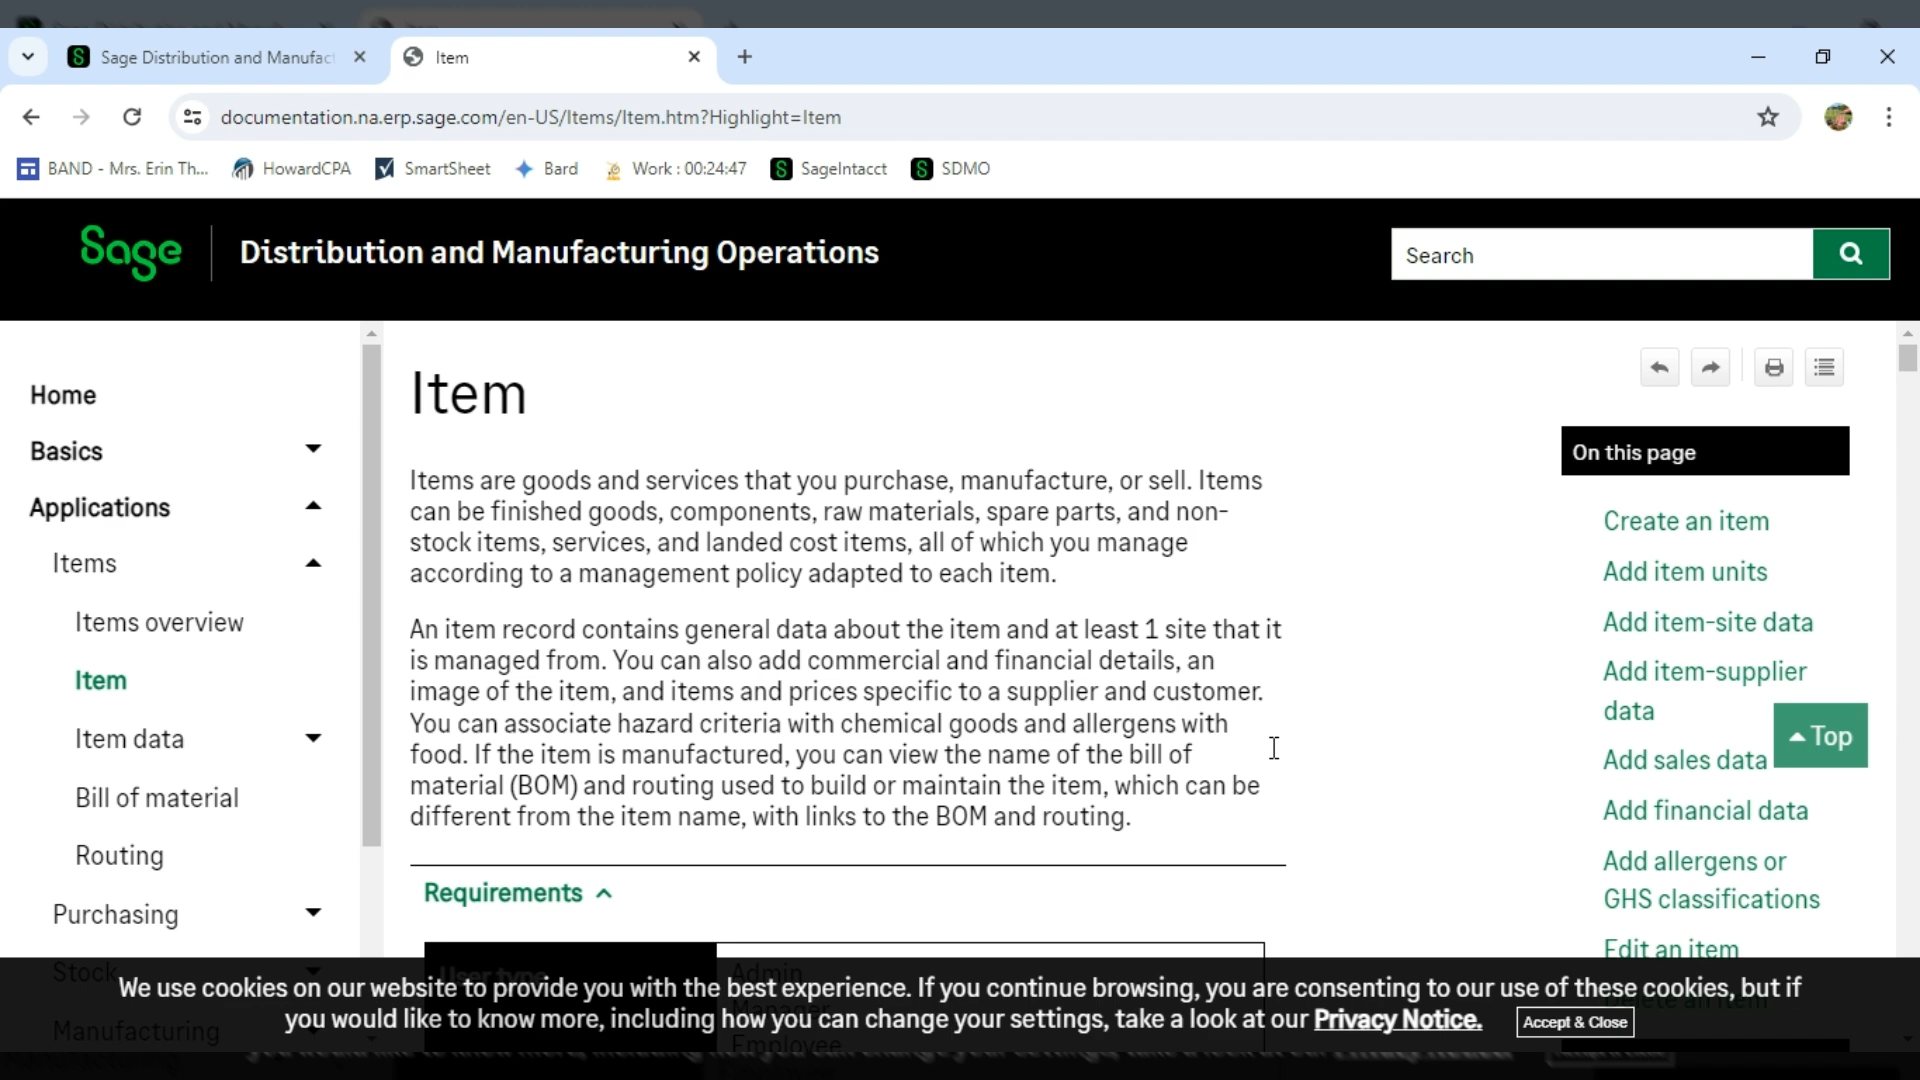 Sage Distribution and Manufac
Item
documentation.na.erp.sage.com/en-US/Items/Item.htm?Highlight=Item
BAND - Mrs. Erin Th...
HowardCPA
SmartSheet
Bard
Work : 00:24:47
SageIntacct
SDMO
Sage
Distribution and Manufacturing Operations
Search
Home
Basics
Applications
Items
Items overview
Item
Item data
Bill of material
Routing
Purchasing
Stock
Manufacturing
Item
Items are goods and services that you purchase, manufacture, or sell. Items
can be finished goods, components, raw materials, spare parts, and non-
stock items, services, and landed cost items, all of which you manage
according to a management policy adapted to each item.
An item record contains general data about the item and at least 1 site that it
is managed from. You can also add commercial and financial details, an
image of the item, and items and prices specific to a supplier and customer.
You can associate hazard criteria with chemical goods and allergens with
food. If the item is manufactured, you can view the name of the bill of
material (BOM) and routing used to build or maintain the item, which can be
different from the item name, with links to the BOM and routing.
Requirements
User type
Admin
Manager
Employee
On this page
Create an item
Add item units
Add item-site data
Add item-supplier
data
Add sales data
Add financial data
Add allergens or
GHS classifications
Edit an item
Delete an item
Top
We use cookies on our website to provide you with the best experience. If you continue browsing, you are consenting to our use of these cookies, but if
you would like to know more, including how you can change your settings, take a look at our Privacy Notice.
Accept & Close